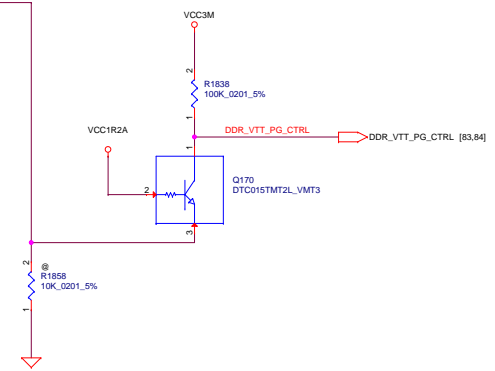 VCC3M
2
R1838
100K_0201_5%
1
VCC1R2A
DDR_VTT_PG_CTRL
DDR_VTT_PG_CTRL [83,84]
1
Q170
DTC015TMT2L_VMT3
2
3
2
@
R1858
10K_0201_5%
1